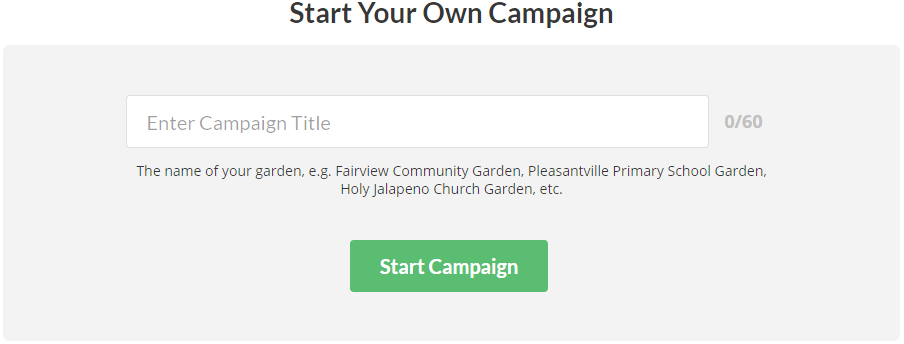 Start Your Own Campaign
Enter Campaign Title
0/60
The name of your garden, e.g. Fairview Community Garden, Pleasantville Primary School Garden,
Holy Jalapeno Church Garden, etc.
Start Campaign